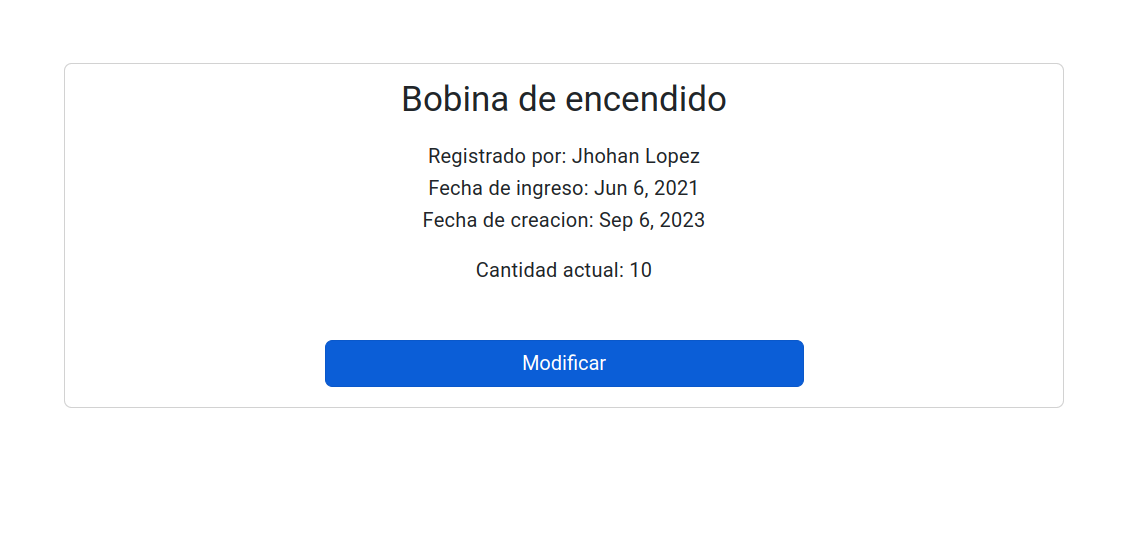 Bobina de encendido
Registrado por: Jhohan Lopez
Fecha de ingreso: Jun 6, 2021
Fecha de creacion: Sep 6, 2023
Cantidad actual: 10
Modificar